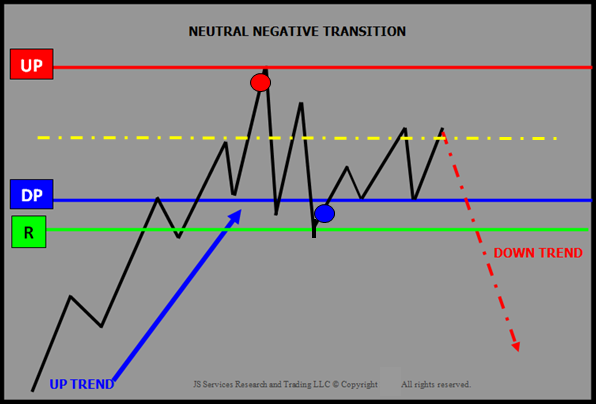 NEUTRAL NEGATIVE TRANSITION
UP
DP
R
DOWN TREND
UP TREND
JS Services Research and Trading LLC © Copyright All rights reserved.